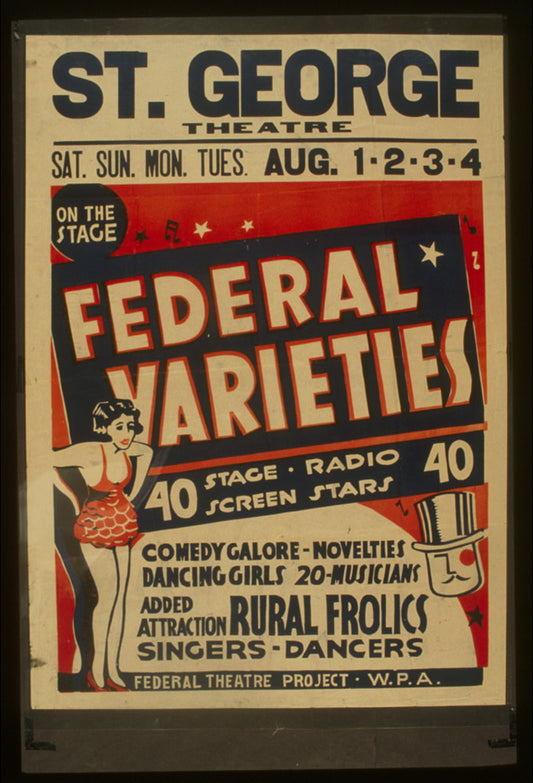 ST. GEORGE
THEATRE
SAT. SUN. MON. TUES. AUG. 1-2-3-4
ON THE
STAGE
FEDERAL
VARIETIES
40 STAGE · RADIO 40
SCREEN STARS
COMEDY GALORE - NOVELTIES
DANCING GIRLS 20-MUSICIANS
ADDED
ATTRACTION RURAL FROLICS
SINGERS - DANCERS
FEDERAL THEATRE PROJECT · W.P.A.